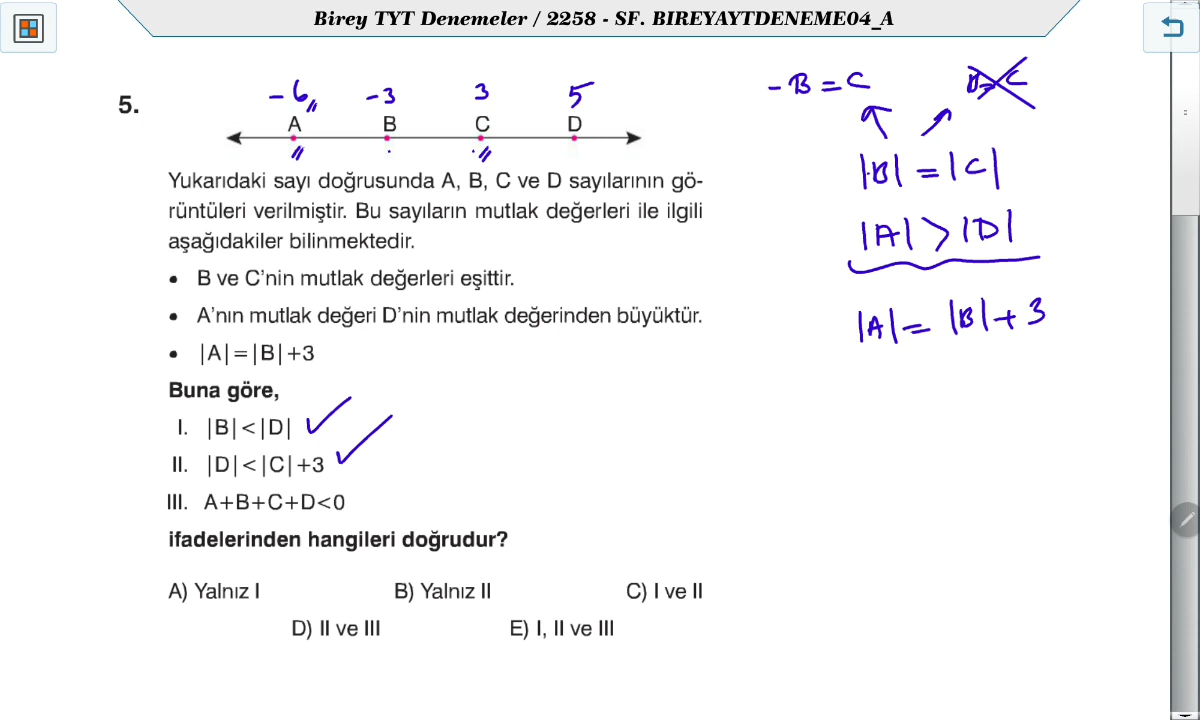 Birey TYT Denemeler / 2258 - SF. BIREYAYTDENEME04_A
5.
-6 -3 3 5
A B C D
Yukarıdaki sayı doğrusunda A, B, C ve D sayılarının gö-
rüntüleri verilmiştir. Bu sayıların mutlak değerleri ile ilgili
aşağıdakiler bilinmektedir.
• B ve C'nin mutlak değerleri eşittir.
• A'nın mutlak değeri D'nin mutlak değerinden büyüktür.
• |A|=|B|+3
Buna göre,
I. |B|<|D|
II. |D|<|C|+3
III. A+B+C+D<0
ifadelerinden hangileri doğrudur?
A) Yalnız I B) Yalnız II C) I ve II
D) II ve III E) I, II ve III
-B=C
|B|=|C|
|A|>|D|
|A|=|B|+3